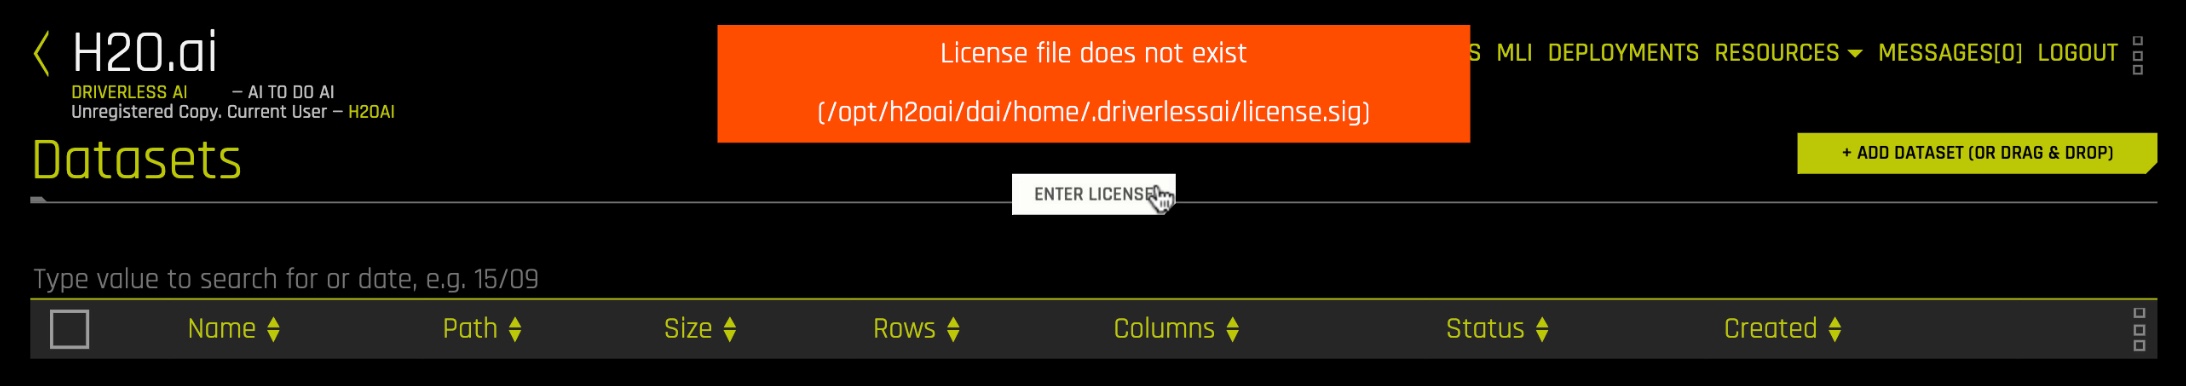 H2O.ai
DRIVERLESS AI – AI TO DO AI
Unregistered Copy. Current User – H2OAI
License file does not exist
(/opt/h2oai/dai/home/.driverlessai/license.sig)
S MLI DEPLOYMENTS RESOURCES MESSAGES[0] LOGOUT
Datasets
+ ADD DATASET (OR DRAG & DROP)
ENTER LICENSE
Type value to search for or date, e.g. 15/09
Name Path Size Rows Columns Status Created